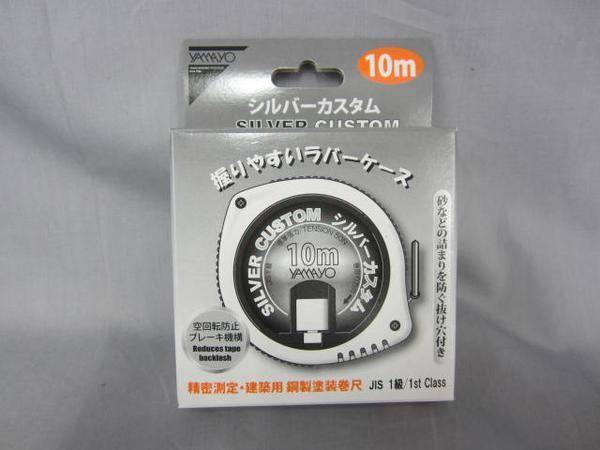 YAMAYO
10m
シルバーカスタム
SILVER CUSTOM
握りやすいラバーケース
砂などの詰まりを防ぐ抜け穴付き
SILVER CUSTOM シルバーカスタム
TENSION 50N
10m
YAMAYO
空回転防止
ブレーキ機構
Reduces tape
backlash
精密測定・建築用 鋼製塗装巻尺 JIS 1級/1st Class